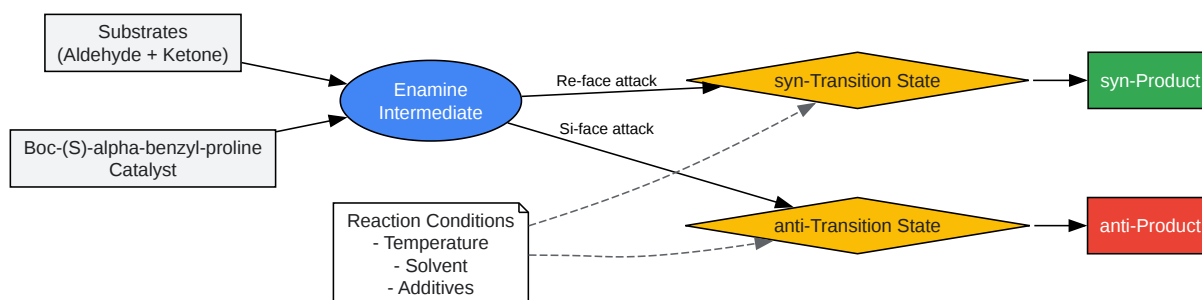 Substrates
(Aldehyde + Ketone)
Boc-(S)-alpha-benzyl-proline
Catalyst
Enamine
Intermediate
Re-face attack
Si-face attack
Reaction Conditions
- Temperature
- Solvent
- Additives
syn-Transition State
anti-Transition State
syn-Product
anti-Product